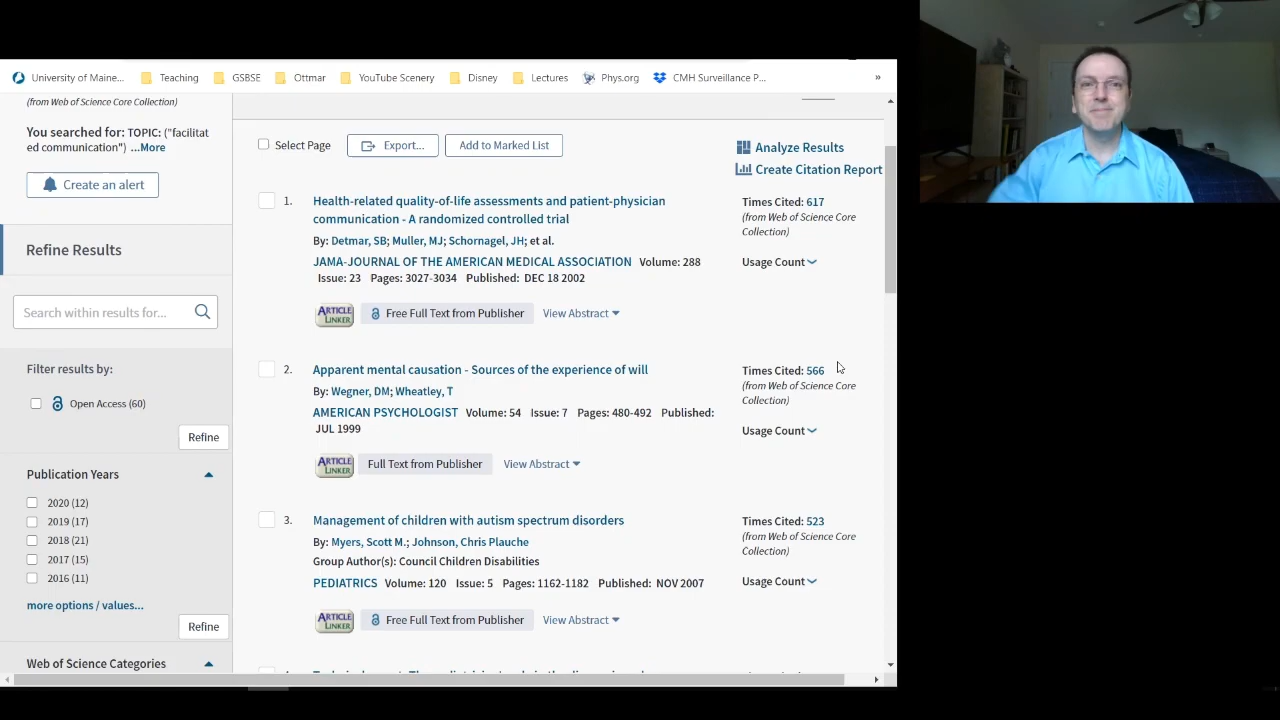 University of Maine... Teaching GSBSE Ottmar YouTube Scenery Disney Lectures Phys.org CMH Surveillance P... »
(from Web of Science Core Collection)
You searched for: TOPIC: ("facilitat
ed communication") ...More
Create an alert
Refine Results
Search within results for...
Filter results by:
Open Access (60)
Refine
Publication Years
2020 (12)
2019 (17)
2018 (21)
2017 (15)
2016 (11)
more options / values...
Refine
Web of Science Categories
Select Page Export... Add to Marked List
Analyze Results
Create Citation Report
1. Health-related quality-of-life assessments and patient-physician
communication - A randomized controlled trial
By: Detmar, SB; Muller, MJ; Schornagel, JH; et al.
JAMA-JOURNAL OF THE AMERICAN MEDICAL ASSOCIATION Volume: 288
Issue: 23 Pages: 3027-3034 Published: DEC 18 2002
ARTICLE
LINKER
Free Full Text from Publisher View Abstract
Times Cited: 617
(from Web of Science Core
Collection)
Usage Count
2. Apparent mental causation - Sources of the experience of will
By: Wegner, DM; Wheatley, T
AMERICAN PSYCHOLOGIST Volume: 54 Issue: 7 Pages: 480-492 Published:
JUL 1999
ARTICLE
LINKER
Full Text from Publisher View Abstract
Times Cited: 566
(from Web of Science Core
Collection)
Usage Count
3. Management of children with autism spectrum disorders
By: Myers, Scott M.; Johnson, Chris Plauche
Group Author(s): Council Children Disabilities
PEDIATRICS Volume: 120 Issue: 5 Pages: 1162-1182 Published: NOV 2007
ARTICLE
LINKER
Free Full Text from Publisher View Abstract
Times Cited: 523
(from Web of Science Core
Collection)
Usage Count